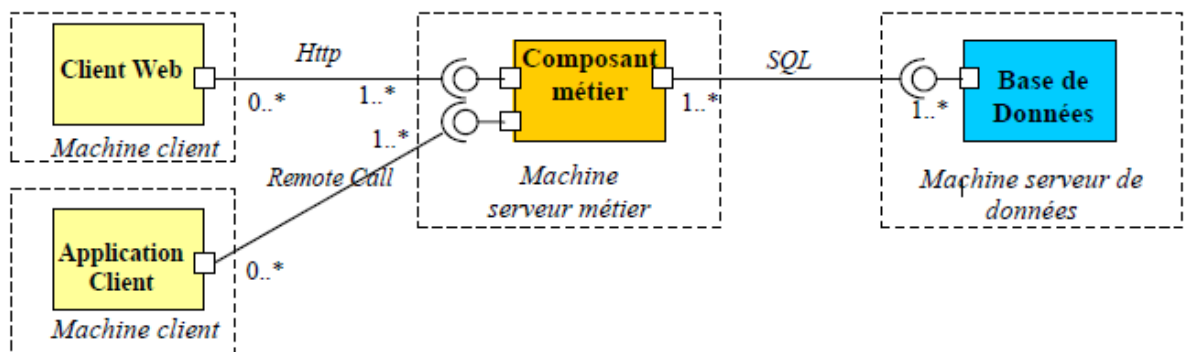 Client Web
Machine client
Http
0..*
1..*
Composant
métier
1..*
Machine
serveur métier
SQL
1..*
Base de
Données
Machine serveur de
données
Remote Call
1..*
0..*
Application
Client
Machine client